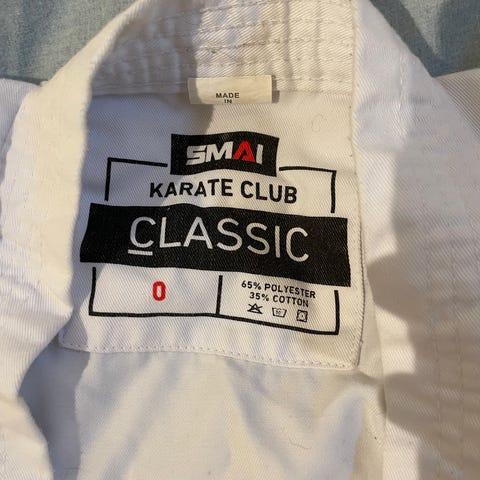 MADE
IN
SMAI
KARATE CLUB
CLASSIC
0
65% POLYESTER
35% COTTON